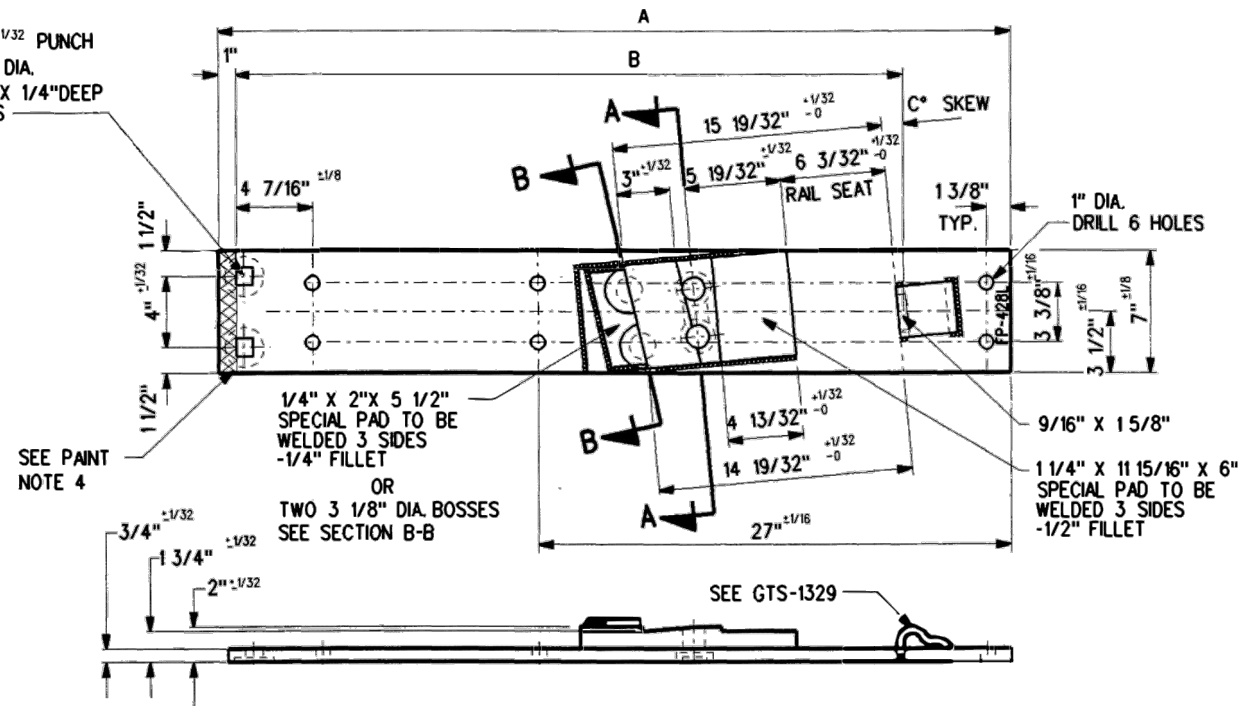 A
1/32 PUNCH
DIA.
X 1/4"DEEP
1"
B
C° SKEW
A
15 19/32" +1/32 -0
B
3"±1/32
5 19/32"±1/32
6 3/32"+1/32 -0
RAIL SEAT
4 7/16" ±1/8
1 3/8"
TYP.
1" DIA.
DRILL 6 HOLES
1 1/2"
4" ±1/32
1 1/2"
FP-428L
3 3/8"±1/16
3 1/2" ±1/16
7" ±1/8
1/4" X 2"X 5 1/2"
SPECIAL PAD TO BE
WELDED 3 SIDES
-1/4" FILLET
OR
TWO 3 1/8" DIA. BOSSES
SEE SECTION B-B
B
4 13/32" +1/32 -0
14 19/32" +1/32 -0
A
27"±1/16
9/16" X 1 5/8"
1 1/4" X 11 15/16" X 6"
SPECIAL PAD TO BE
WELDED 3 SIDES
-1/2" FILLET
SEE PAINT
NOTE 4
3/4"±1/32
1 3/4" ±1/32
2"±1/32
SEE GTS-1329